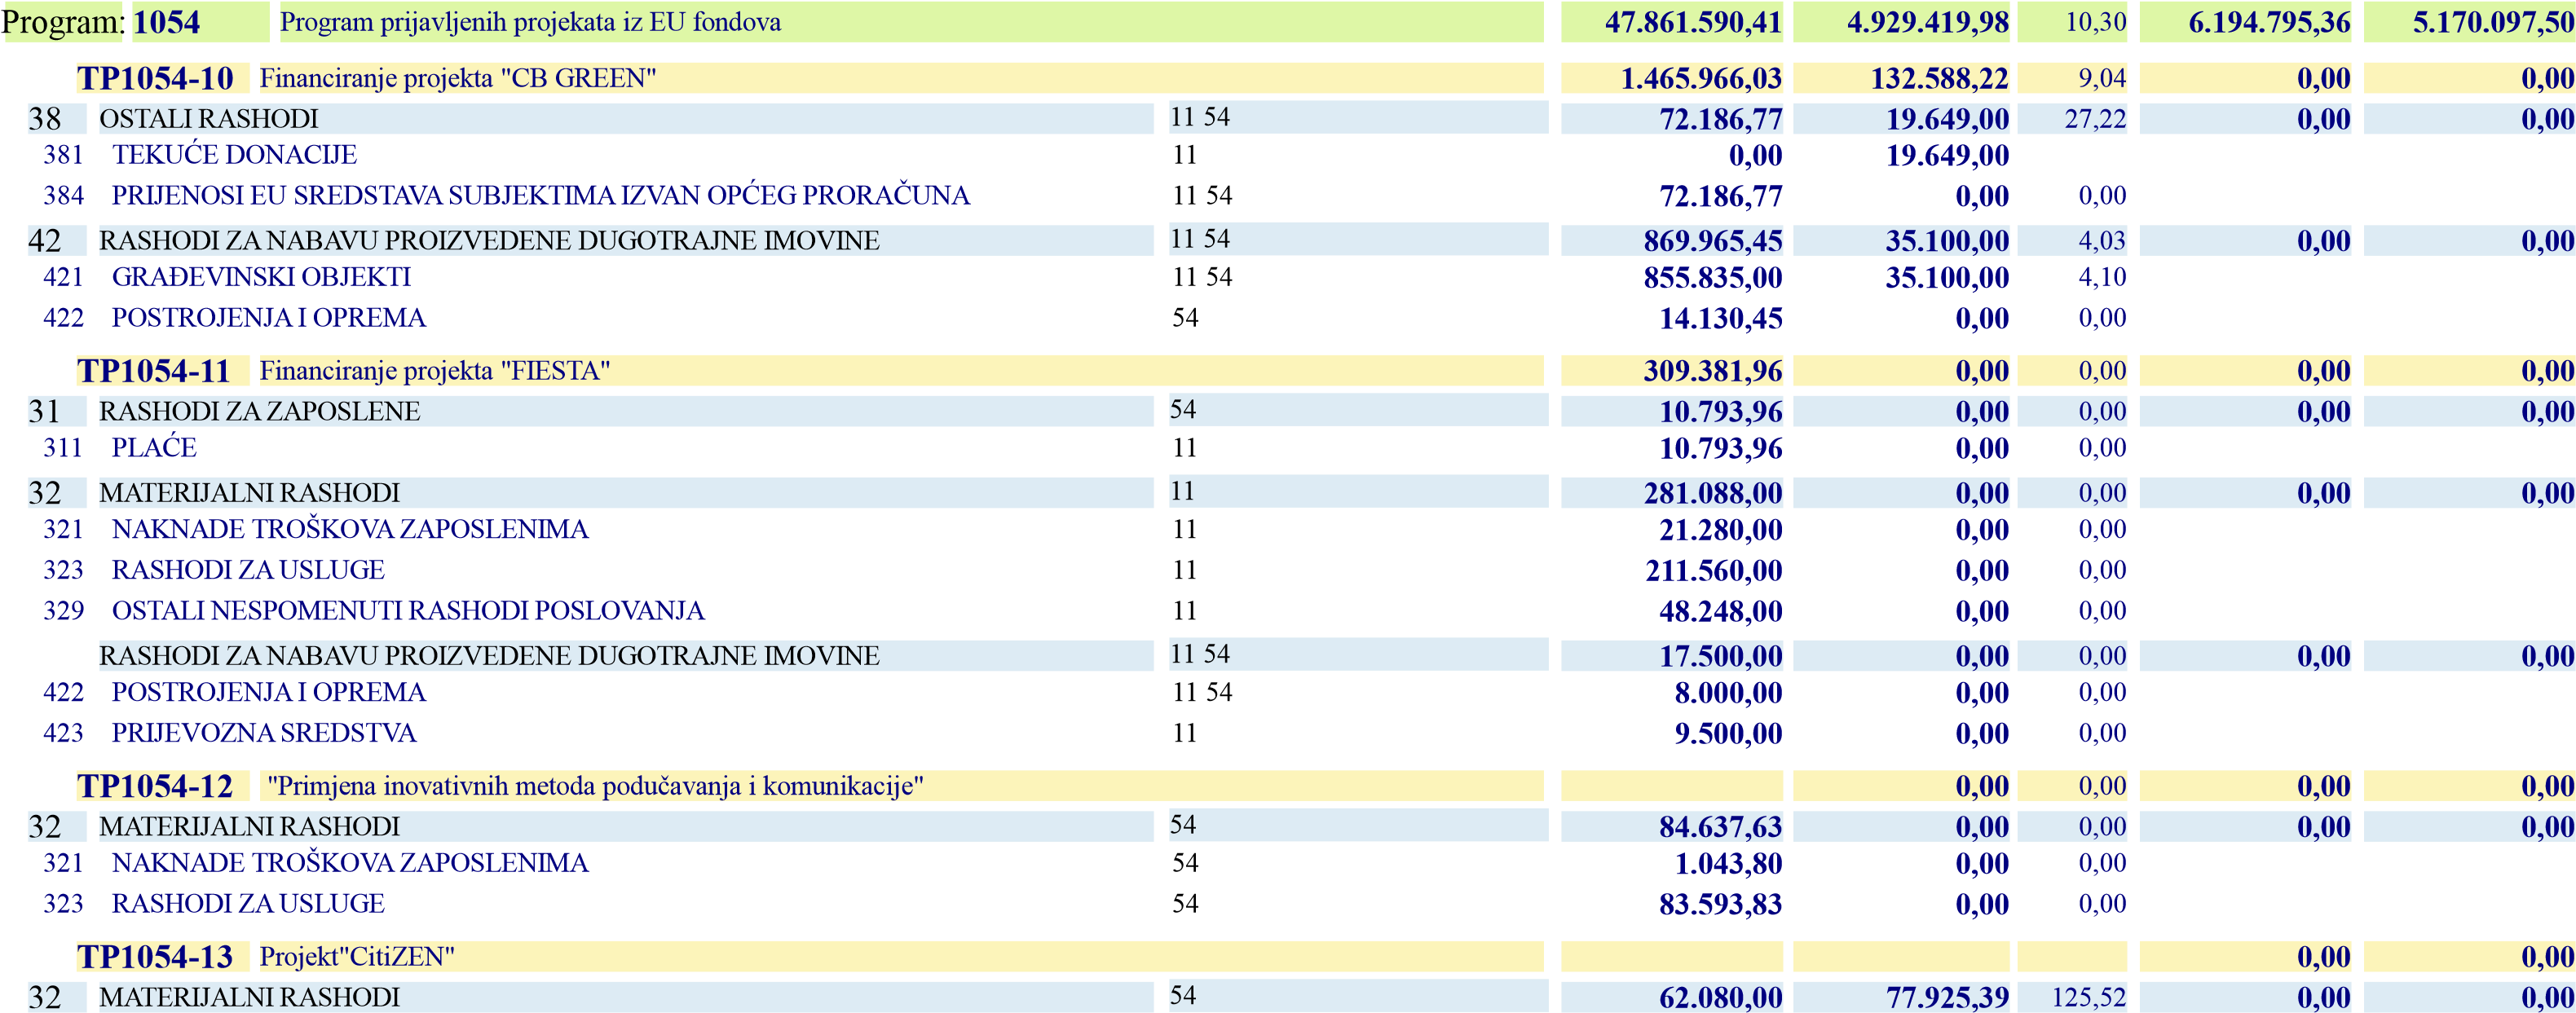 Program: 1054 Program prijavljenih projekata iz EU fondova 47.861.590,41 4.929.419,98 10,30 6.194.795,36 5.170.097,50
TP1054-10 Financiranje projekta "CB GREEN" 1.465.966,03 132.588,22 9,04 0,00 0,00
38 OSTALI RASHODI 11 54 72.186,77 19.649,00 27,22 0,00 0,00
381 TEKUĆE DONACIJE 11 0,00 19.649,00
384 PRIJENOSI EU SREDSTAVA SUBJEKTIMA IZVAN OPĆEG PRORAČUNA 11 54 72.186,77 0,00 0,00
42 RASHODI ZA NABAVU PROIZVEDENE DUGOTRAJNE IMOVINE 11 54 869.965,45 35.100,00 4,03 0,00 0,00
421 GRAĐEVINSKI OBJEKTI 11 54 855.835,00 35.100,00 4,10
422 POSTROJENJA I OPREMA 54 14.130,45 0,00 0,00
TP1054-11 Financiranje projekta "FIESTA" 309.381,96 0,00 0,00 0,00 0,00
31 RASHODI ZA ZAPOSLENE 54 10.793,96 0,00 0,00 0,00 0,00
311 PLAĆE 11 10.793,96 0,00 0,00
32 MATERIJALNI RASHODI 11 281.088,00 0,00 0,00 0,00 0,00
321 NAKNADE TROŠKOVA ZAPOSLENIMA 11 21.280,00 0,00 0,00
323 RASHODI ZA USLUGE 11 211.560,00 0,00 0,00
329 OSTALI NESPOMENUTI RASHODI POSLOVANJA 11 48.248,00 0,00 0,00
RASHODI ZA NABAVU PROIZVEDENE DUGOTRAJNE IMOVINE 11 54 17.500,00 0,00 0,00 0,00 0,00
422 POSTROJENJA I OPREMA 11 54 8.000,00 0,00 0,00
423 PRIJEVOZNA SREDSTVA 11 9.500,00 0,00 0,00
TP1054-12 "Primjena inovativnih metoda podučavanja i komunikacije" 0,00 0,00 0,00 0,00
32 MATERIJALNI RASHODI 54 84.637,63 0,00 0,00 0,00 0,00
321 NAKNADE TROŠKOVA ZAPOSLENIMA 54 1.043,80 0,00 0,00
323 RASHODI ZA USLUGE 54 83.593,83 0,00 0,00
TP1054-13 Projekt"CitiZEN" 0,00 0,00
32 MATERIJALNI RASHODI 54 62.080,00 77.925,39 125,52 0,00 0,00